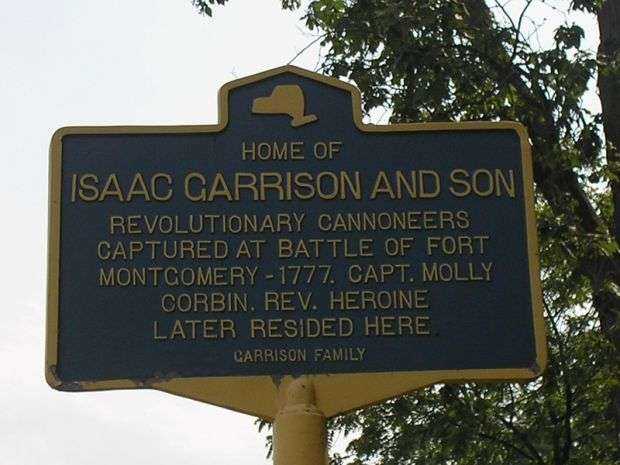 HOME OF
ISAAC GARRISON AND SON
REVOLUTIONARY CANNONEERS
CAPTURED AT BATTLE OF FORT
MONTGOMERY - 1777. CAPT. MOLLY
CORBIN. REV. HEROINE
LATER RESIDED HERE.
GARRISON FAMILY